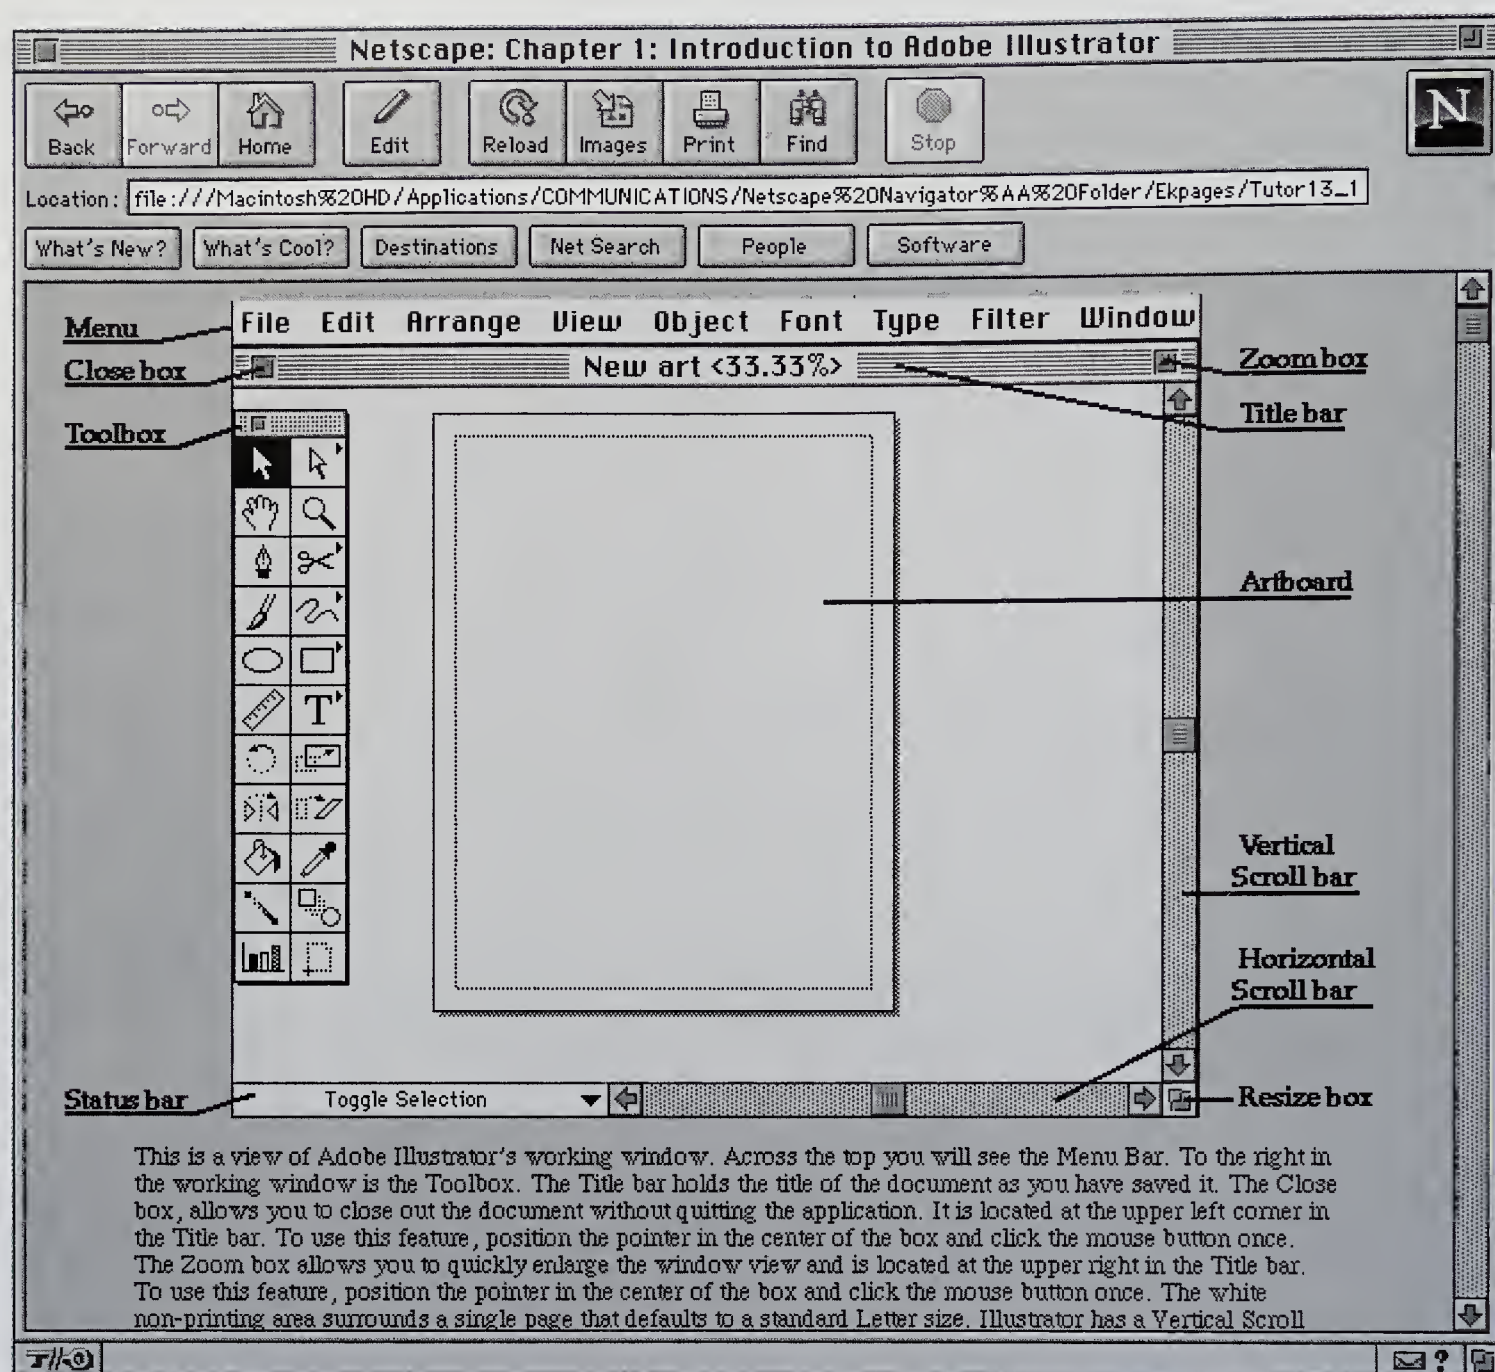 Netscape: Chapter 1: Introduction to Adobe Illustrator
Back Forward Home Edit Reload Images Print Find Stop
N
Location: file:///Macintosh%20HD/Applications/COMMUNICATIONS/Netscape%20Navigator%AA%20Folder/Ekpages/Tutor13_1
What's New? What's Cool? Destinations Net Search People Software
Menu
File Edit Arrange View Object Font Type Filter Window
Close box
New art <33.33%>
Zoom box
Title bar
Toolbox
T
Artboard
Vertical
Scroll bar
Horizontal
Scroll bar
Status bar
Toggle Selection
Resize box
This is a view of Adobe Illustrator's working window. Across the top you will see the Menu Bar. To the right in
the working window is the Toolbox. The Title bar holds the title of the document as you have saved it. The Close
box, allows you to close out the document without quitting the application. It is located at the upper left corner in
the Title bar. To use this feature, position the pointer in the center of the box and click the mouse button once.
The Zoom box allows you to quickly enlarge the window view and is located at the upper right in the Title bar.
To use this feature, position the pointer in the center of the box and click the mouse button once. The white
non-printing area surrounds a single page that defaults to a standard Letter size. Illustrator has a Vertical Scroll
?